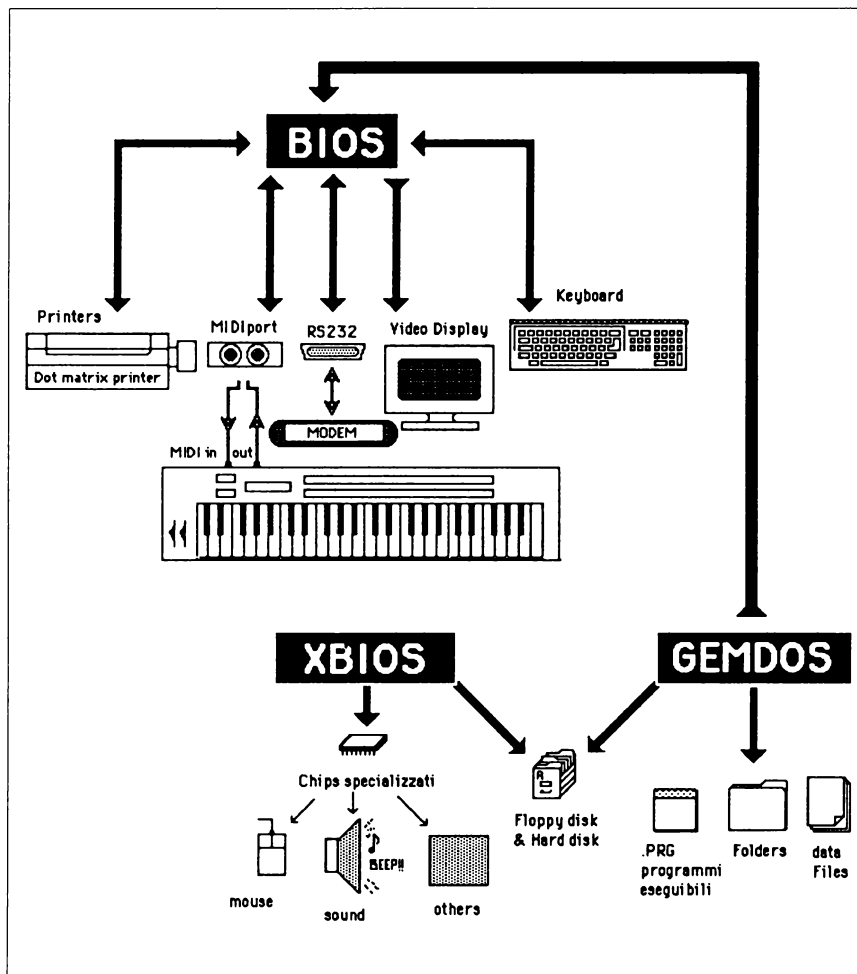 BIOS
Printers
Dot matrix printer
MIDIport
RS232
Video Display
Keyboard
MODEM
MIDI in out
XBIOS
GEMDOS
Chips specializzati
mouse
BEEP!!
sound
others
A
Floppy disk
& Hard disk
.PRG
programmi
eseguibili
Folders
data
Files